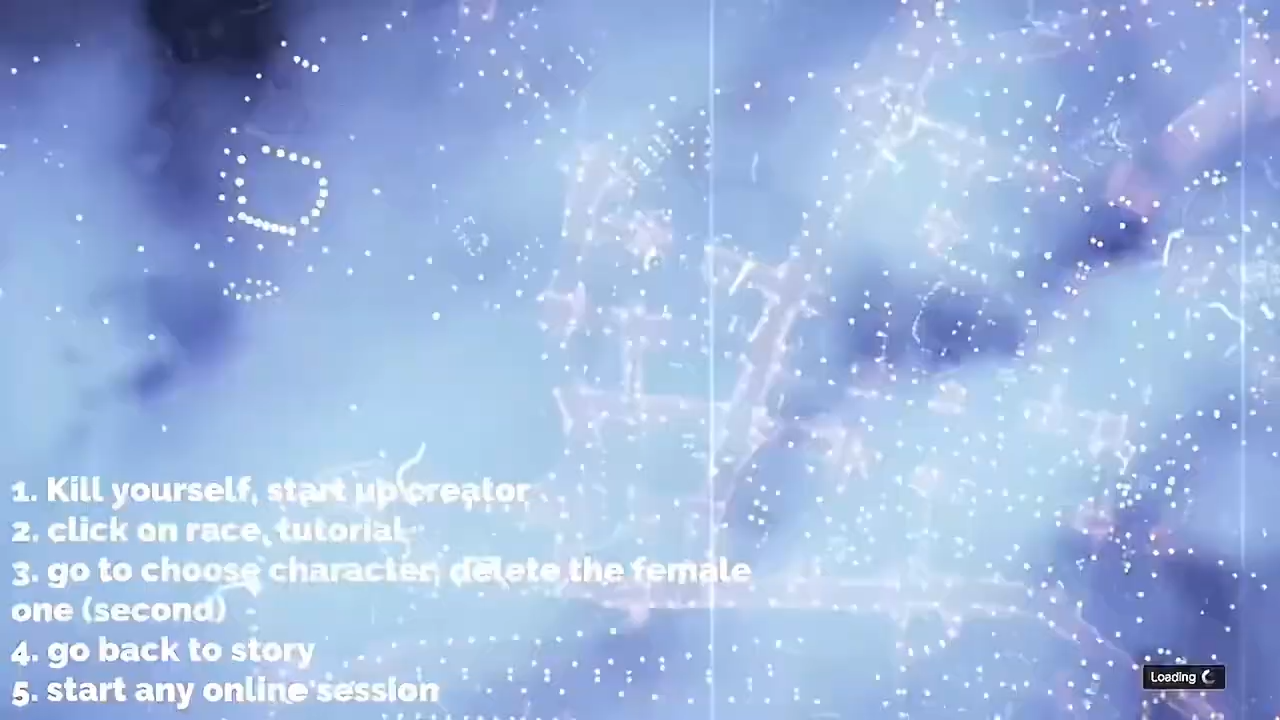 1. Kill yourself, start up creator
2. click on race, tutorial
3. go to choose character, delete the female
one (second)
4. go back to story
5. start any online session
Loading